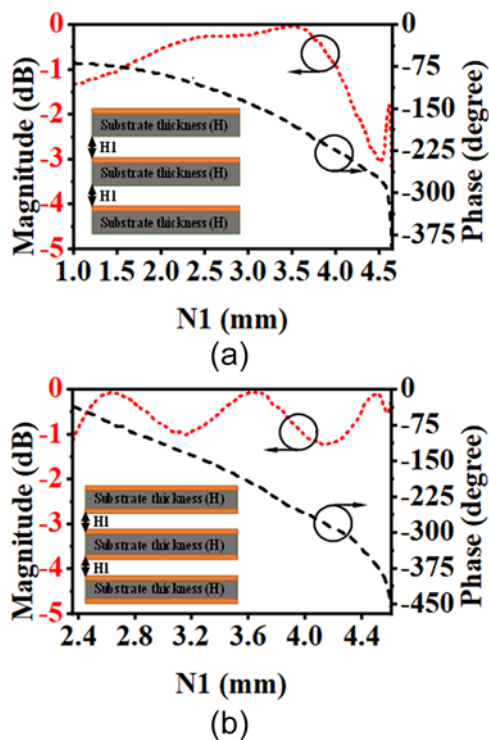 0
-1
-2
-3
-4
-5
Magnitude (dB)
0
-75
-150
-225
-300
-375
Phase (degree)
Substrate thickness (H)
H1
Substrate thickness (H)
H1
Substrate thickness (H)
1.0 1.5 2.0 2.5 3.0 3.5 4.0 4.5
N1 (mm)
(a)
0
-1
-2
-3
-4
-5
Magnitude (dB)
0
-75
-150
-225
-300
-375
-450
Phase (degree)
Substrate thickness (H)
H1
Substrate thickness (H)
H1
Substrate thickness (H)
2.4 2.8 3.2 3.6 4.0 4.4
N1 (mm)
(b)